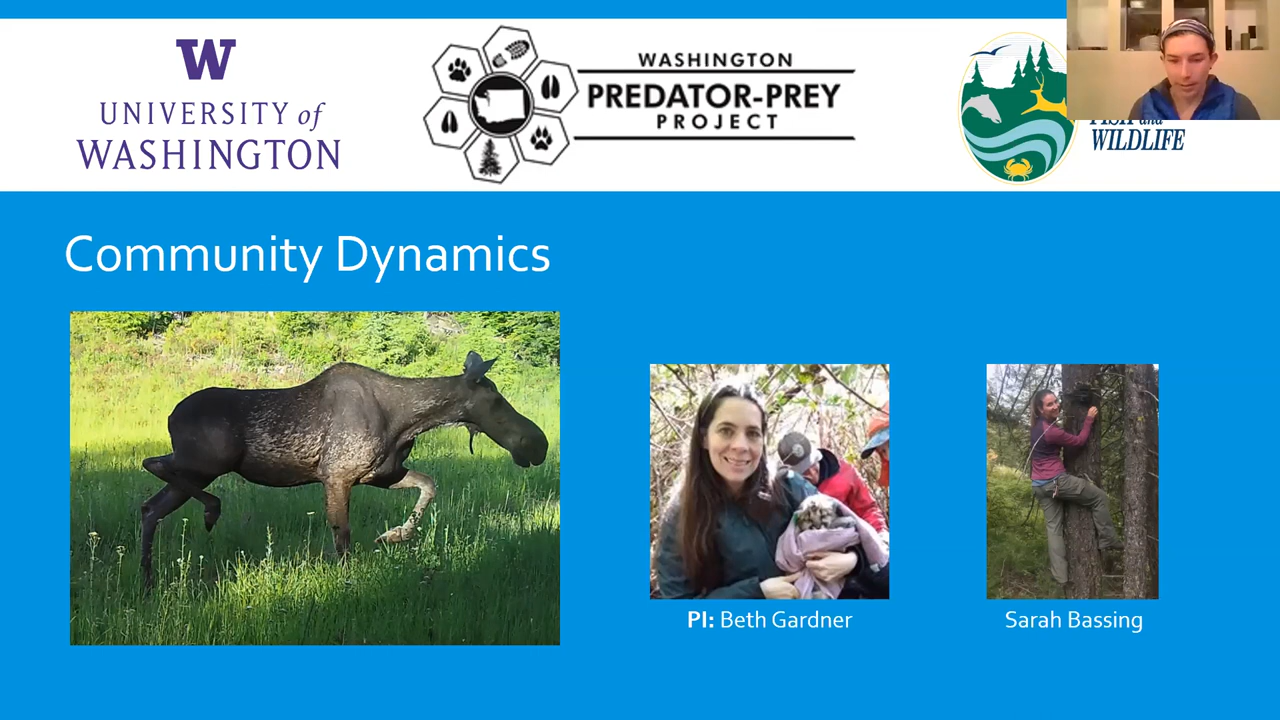 W
UNIVERSITY of
WASHINGTON
WASHINGTON
PREDATOR-PREY
PROJECT
WILDLIFE
Community Dynamics
PI: Beth Gardner
Sarah Bassing